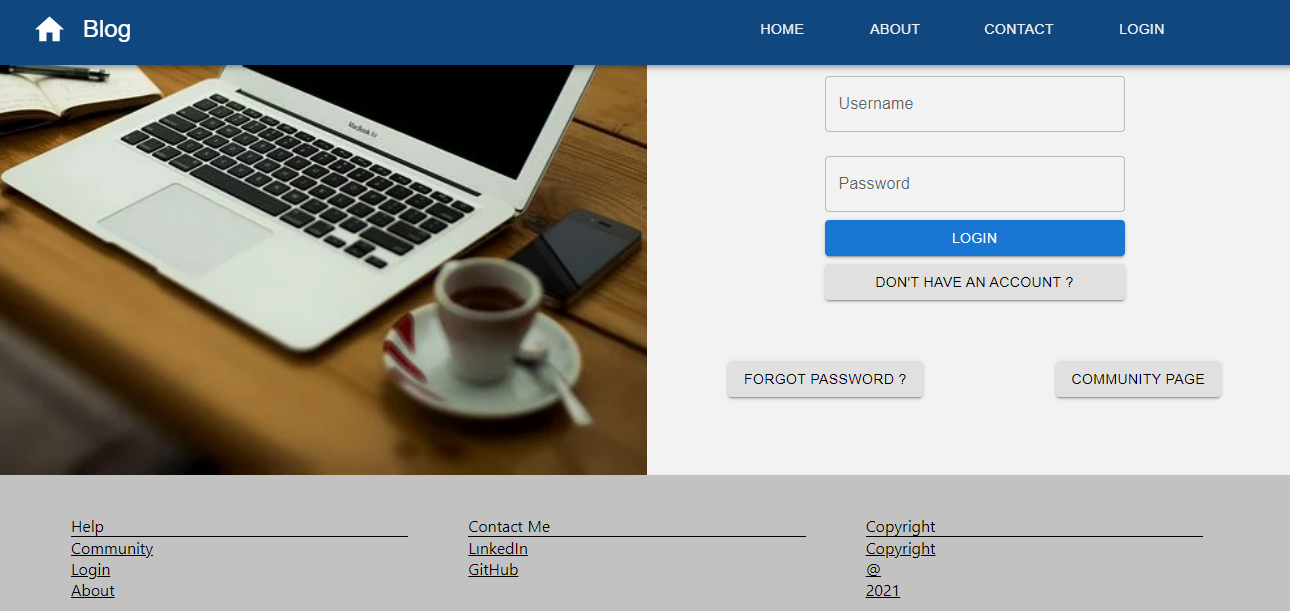 Blog HOME ABOUT CONTACT LOGIN
MacBook Air
Username
Password
LOGIN
DON'T HAVE AN ACCOUNT ?
FORGOT PASSWORD ? COMMUNITY PAGE
Help
Community
Login
About
Contact Me
LinkedIn
GitHub
Copyright
Copyright
@
2021